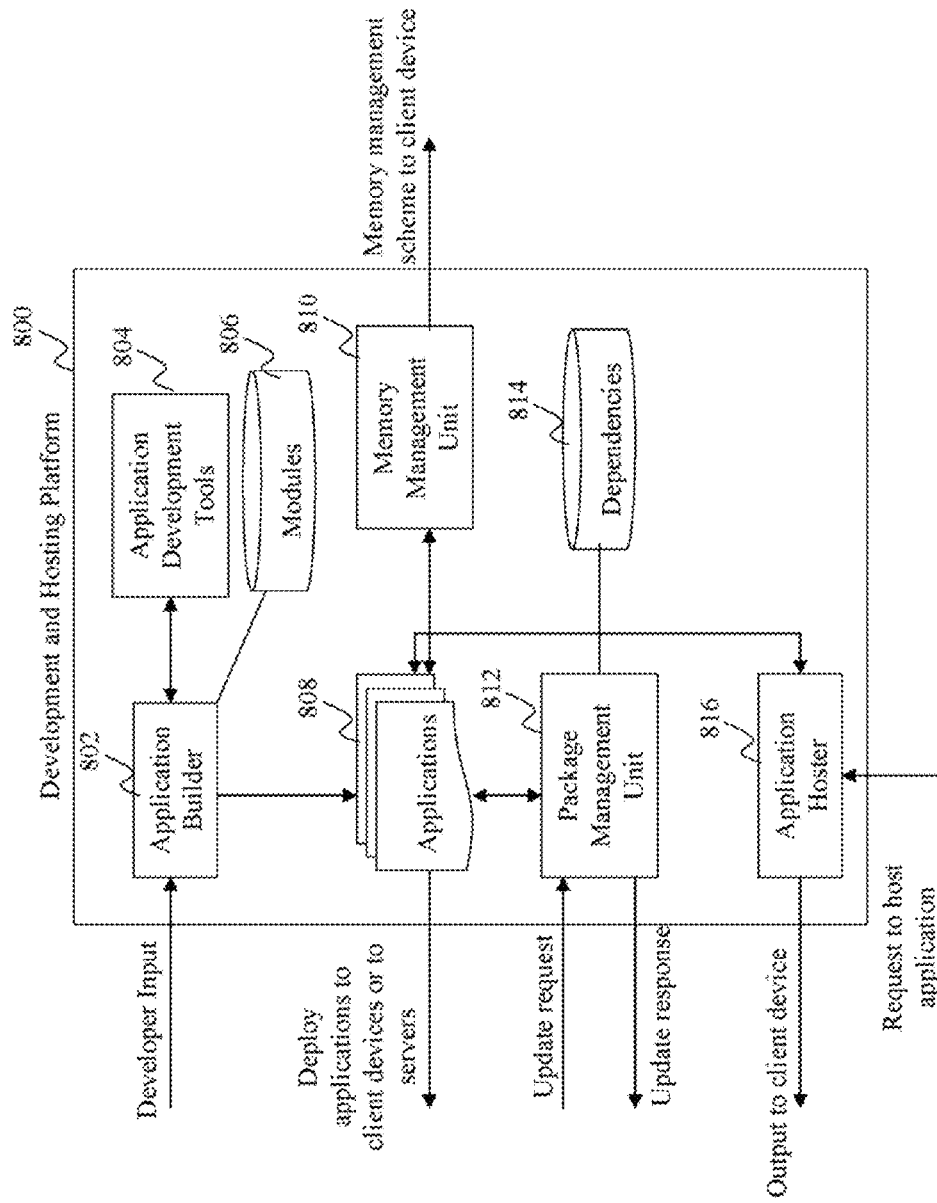 Development and Hosting Platform
800
Developer Input
802
Application
Builder
804
Application
Development
Tools
806
Modules
Deploy
applications to
client devices or to
servers
808
Applications
810
Memory
Management
Unit
Memory management
scheme to client device
Update request
Update response
812
Package
Management
Unit
814
Dependencies
Output to client device
816
Application
Hoster
Request to host
application